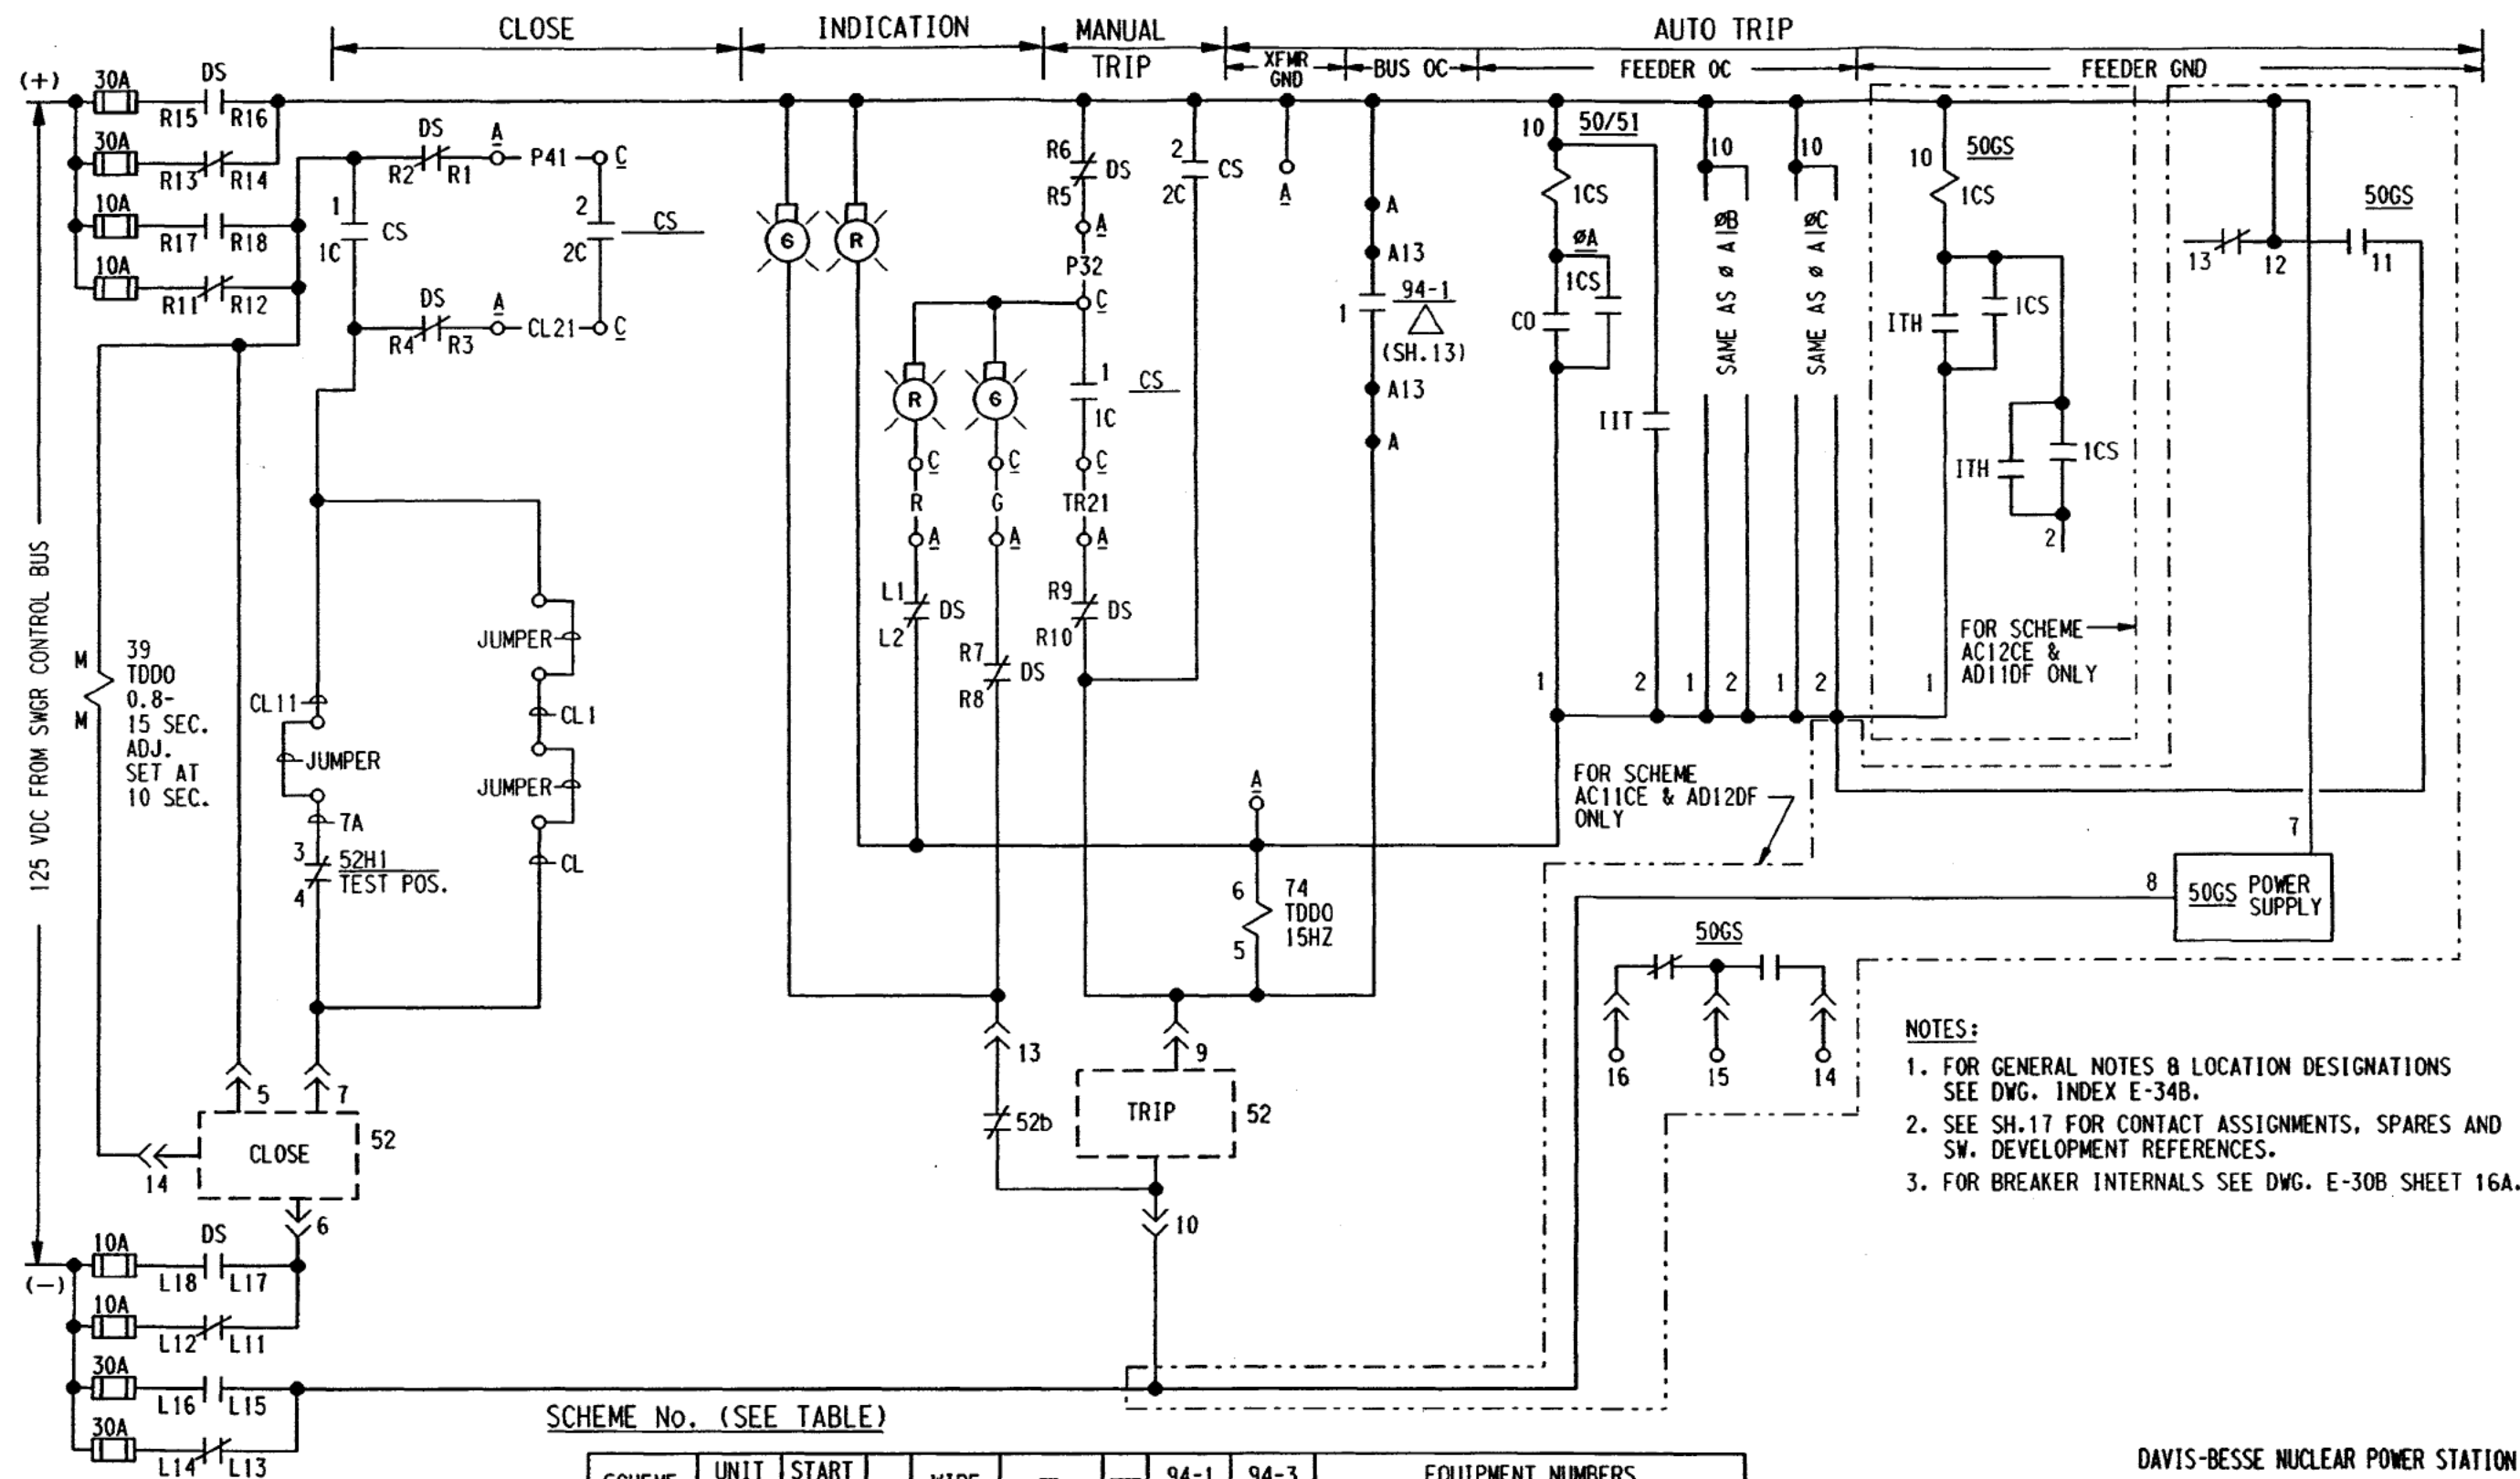 CLOSE
INDICATION
MANUAL
TRIP
AUTO TRIP
XFMR
GND
BUS OC
FEEDER OC
FEEDER GND
(+)
30A
DS
R15
R16
30A
R13
R14
10A
R17
R18
10A
R11
R12
DS
A
R2
R1
P41
C
1
CS
1C
2
CS
2C
DS
A
R4
R3
CL21
C
125 VDC FROM SWGR CONTROL BUS
M
M
39
TDDO
0.8-
15 SEC.
ADJ.
SET AT
10 SEC.
CL11
JUMPER
7A
3
52H1
TEST POS.
4
JUMPER
CL1
JUMPER
CL
5
7
CLOSE
52
14
6
(-)
10A
DS
L18
L17
10A
L12
L11
30A
L16
L15
30A
L14
L13
G
R
R
G
C
R
A
L1
DS
L2
C
G
A
R7
DS
R8
R6
DS
R5
A
P32
C
1
CS
1C
C
TR21
A
R9
DS
R10
2
CS
2C
A
A
A13
1
94-1
(SH.13)
A13
A
A
6
74
TDDO
15HZ
5
13
52b
9
TRIP
52
10
10
50/51
1CS
ØA
1CS
CO
IIT
1
2
10
ØB
SAME AS Ø A
1
2
10
ØC
SAME AS Ø A
1
2
10
50GS
1CS
ITH
1CS
ITH
1CS
2
1
FOR SCHEME
AC12CE &
AD11DF ONLY
50GS
13
12
11
7
8
50GS POWER
SUPPLY
FOR SCHEME
AC11CE & AD12DF
ONLY
50GS
16
15
14
NOTES:
1. FOR GENERAL NOTES & LOCATION DESIGNATIONS
SEE DWG. INDEX E-34B.
2. SEE SH.17 FOR CONTACT ASSIGNMENTS, SPARES AND
SW. DEVELOPMENT REFERENCES.
3. FOR BREAKER INTERNALS SEE DWG. E-30B SHEET 16A.
SCHEME No. (SEE TABLE)
SCHEME
UNIT
START
WIRE
94-1
94-3
EQUIPMENT NUMBERS
DAVIS-BESSE NUCLEAR POWER STATION